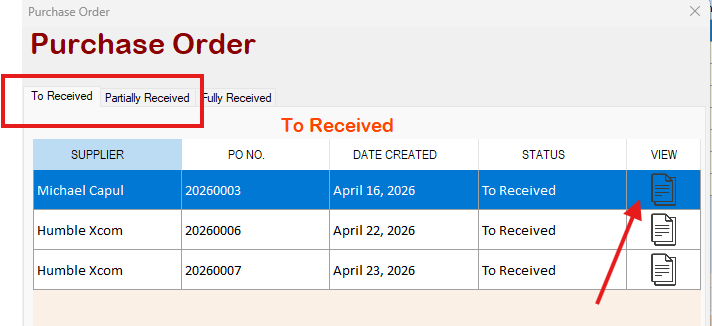 Purchase Order
Purchase Order
To Received Partially Received Fully Received
To Received
SUPPLIER PO NO. DATE CREATED STATUS VIEW
Michael Capul 20260003 April 16, 2026 To Received
Humble Xcom 20260006 April 22, 2026 To Received
Humble Xcom 20260007 April 23, 2026 To Received